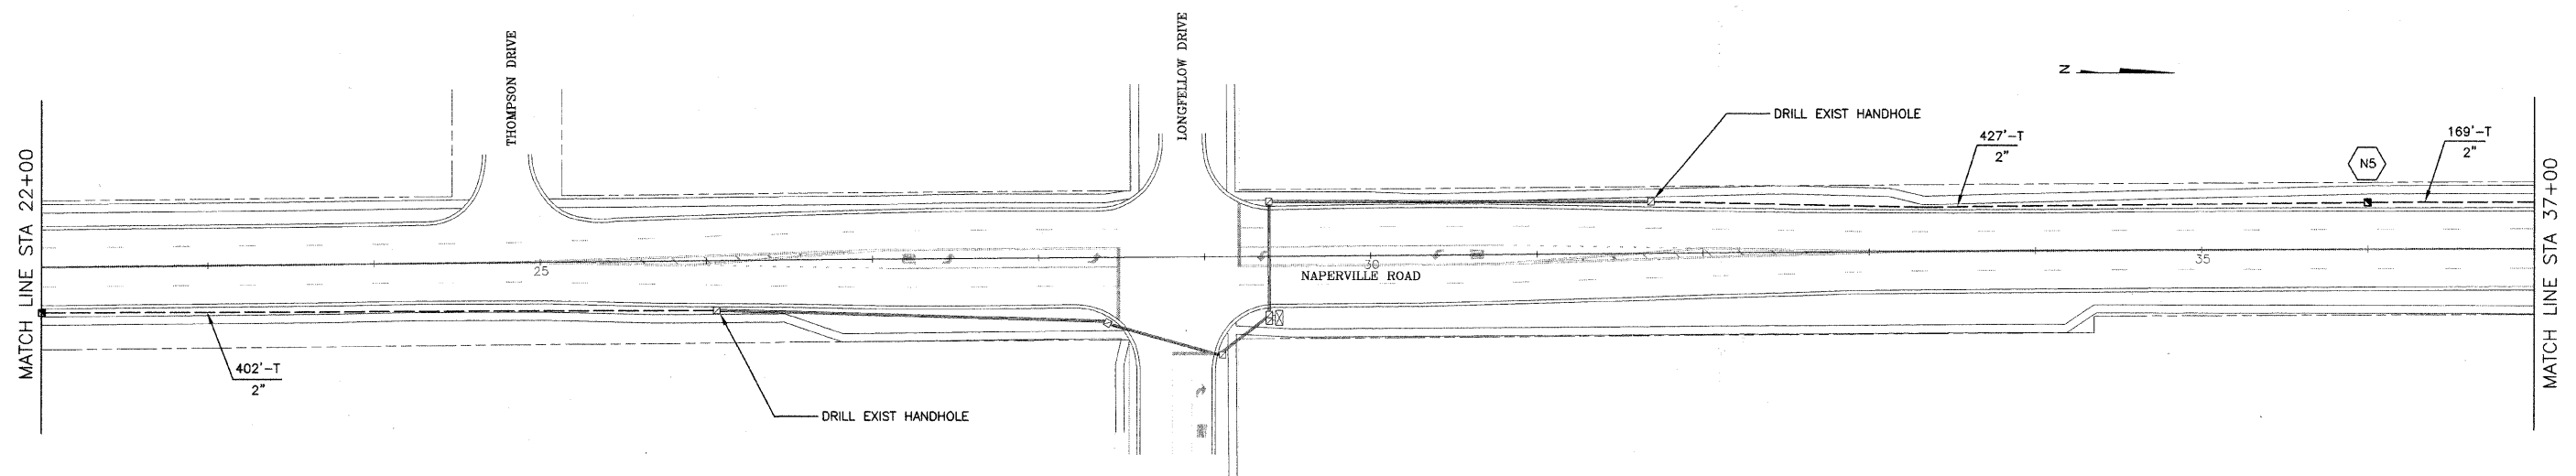 MATCH LINE STA 22+00
THOMPSON DRIVE
LONGFELLOW DRIVE
N
DRILL EXIST HANDHOLE
427'-T
2"
N5
169'-T
2"
MATCH LINE STA 37+00
25
30
NAPERVILLE ROAD
35
402'-T
2"
DRILL EXIST HANDHOLE